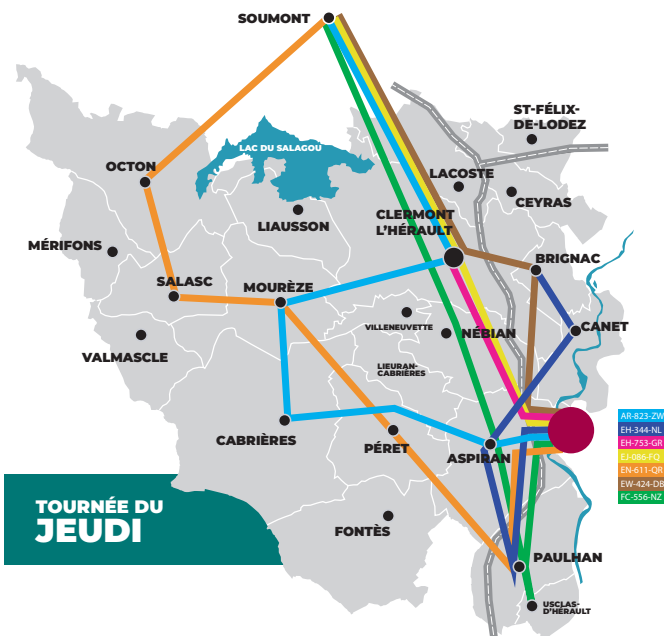 SOUMONT
ST-FÉLIX-
DE-LODEZ
LAC DU SALAGOU
OCTON
LACOSTE
CEYRAS
LIAUSSON
CLERMONT
L'HÉRAULT
MÉRIFONS
BRIGNAC
SALASC
MOURÈZE
CANET
VILLENEUVETTE
NÉBIAN
VALMASCLE
LIEURAN-
CABRIÈRES
AR-823-ZW
EH-344-NL
EH-753-GR
EJ-086-FQ
EN-611-QR
EW-424-DB
FC-556-NZ
CABRIÈRES
PÉRET
ASPIRAN
TOURNÉE DU
JEUDI
FONTÈS
PAULHAN
USCLAS-
D'HÉRAULT